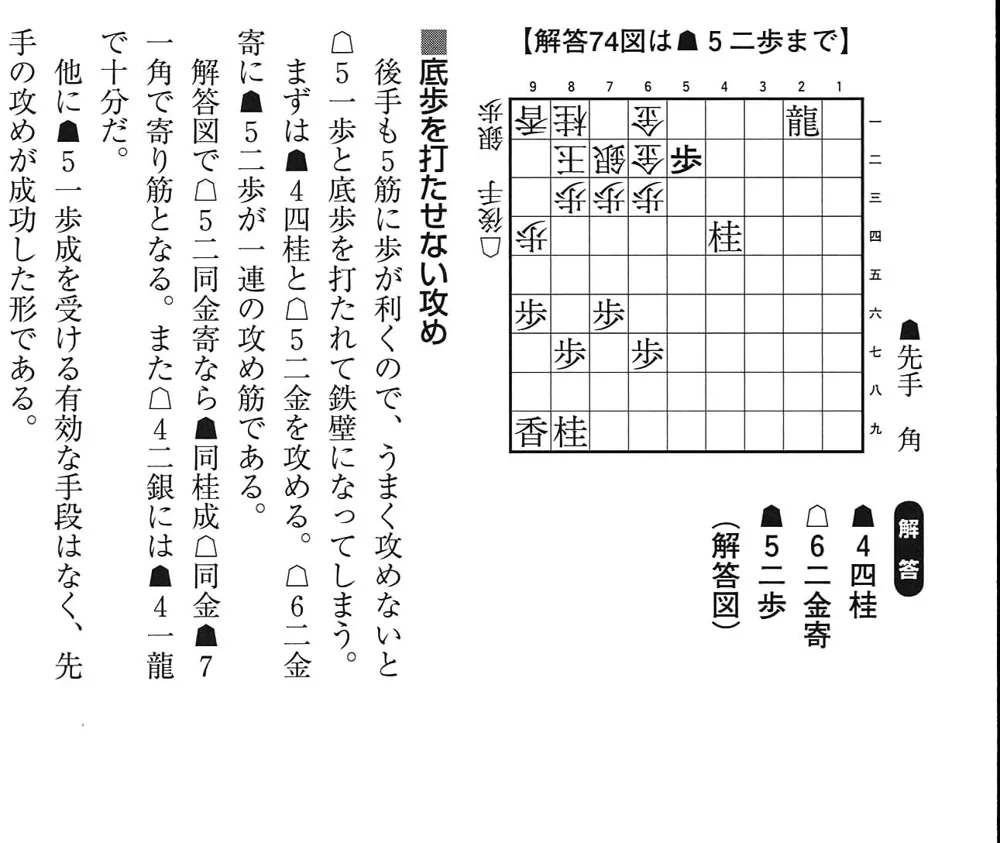 【解答74図は☗５二歩まで】
9 8 7 6 5 4 3 2 1
香 桂 金 龍 一
王 銀 金 歩 二
歩 歩 歩 三
歩 桂 四
五
歩 歩 六
歩 歩 七
八
香 桂 九
☗先手　角
☖後手　銀歩
解答
☗４四桂
☖６二金寄
☗５二歩
（解答図）
■底歩を打たせない攻め
後手も５筋に歩が利くので、うまく攻めないと
☖５一歩と底歩を打たれて鉄壁になってしまう。
まずは☗４四桂と☖５二金を攻める。☖６二金
寄に☗５二歩が一連の攻め筋である。
解答図で☖５二同金寄なら☗同桂成☖同金☗７
一角で寄り筋となる。また☖４二銀には☗４一龍
で十分だ。
他に☗５一歩成を受ける有効な手段はなく、先
手の攻めが成功した形である。